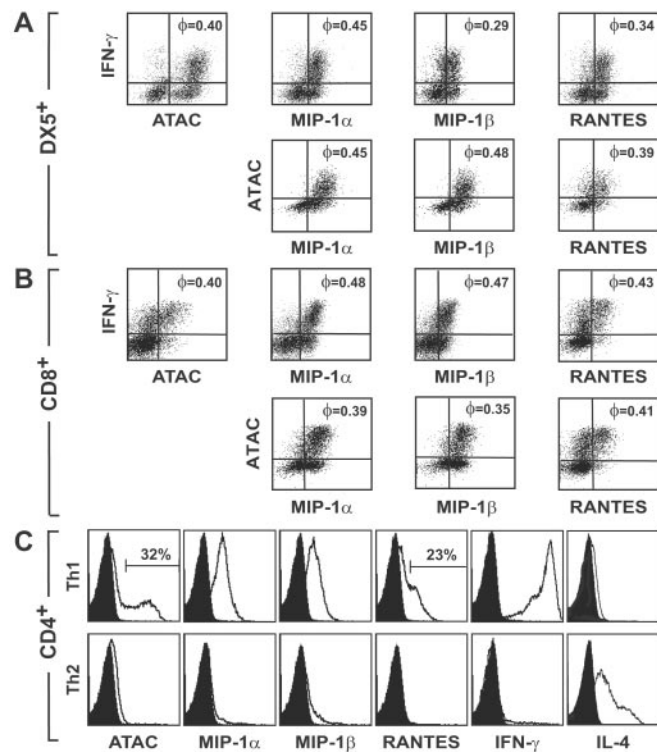 A
DX5+
IFN-γ
ϕ=0.40
ϕ=0.45
ϕ=0.29
ϕ=0.34
ATAC
MIP-1α
MIP-1β
RANTES
ATAC
ϕ=0.45
ϕ=0.48
ϕ=0.39
MIP-1α
MIP-1β
RANTES
B
CD8+
IFN-γ
ϕ=0.40
ϕ=0.48
ϕ=0.47
ϕ=0.43
ATAC
MIP-1α
MIP-1β
RANTES
ATAC
ϕ=0.39
ϕ=0.35
ϕ=0.41
MIP-1α
MIP-1β
RANTES
C
CD4+
Th1
32%
23%
Th2
ATAC
MIP-1α
MIP-1β
RANTES
IFN-γ
IL-4